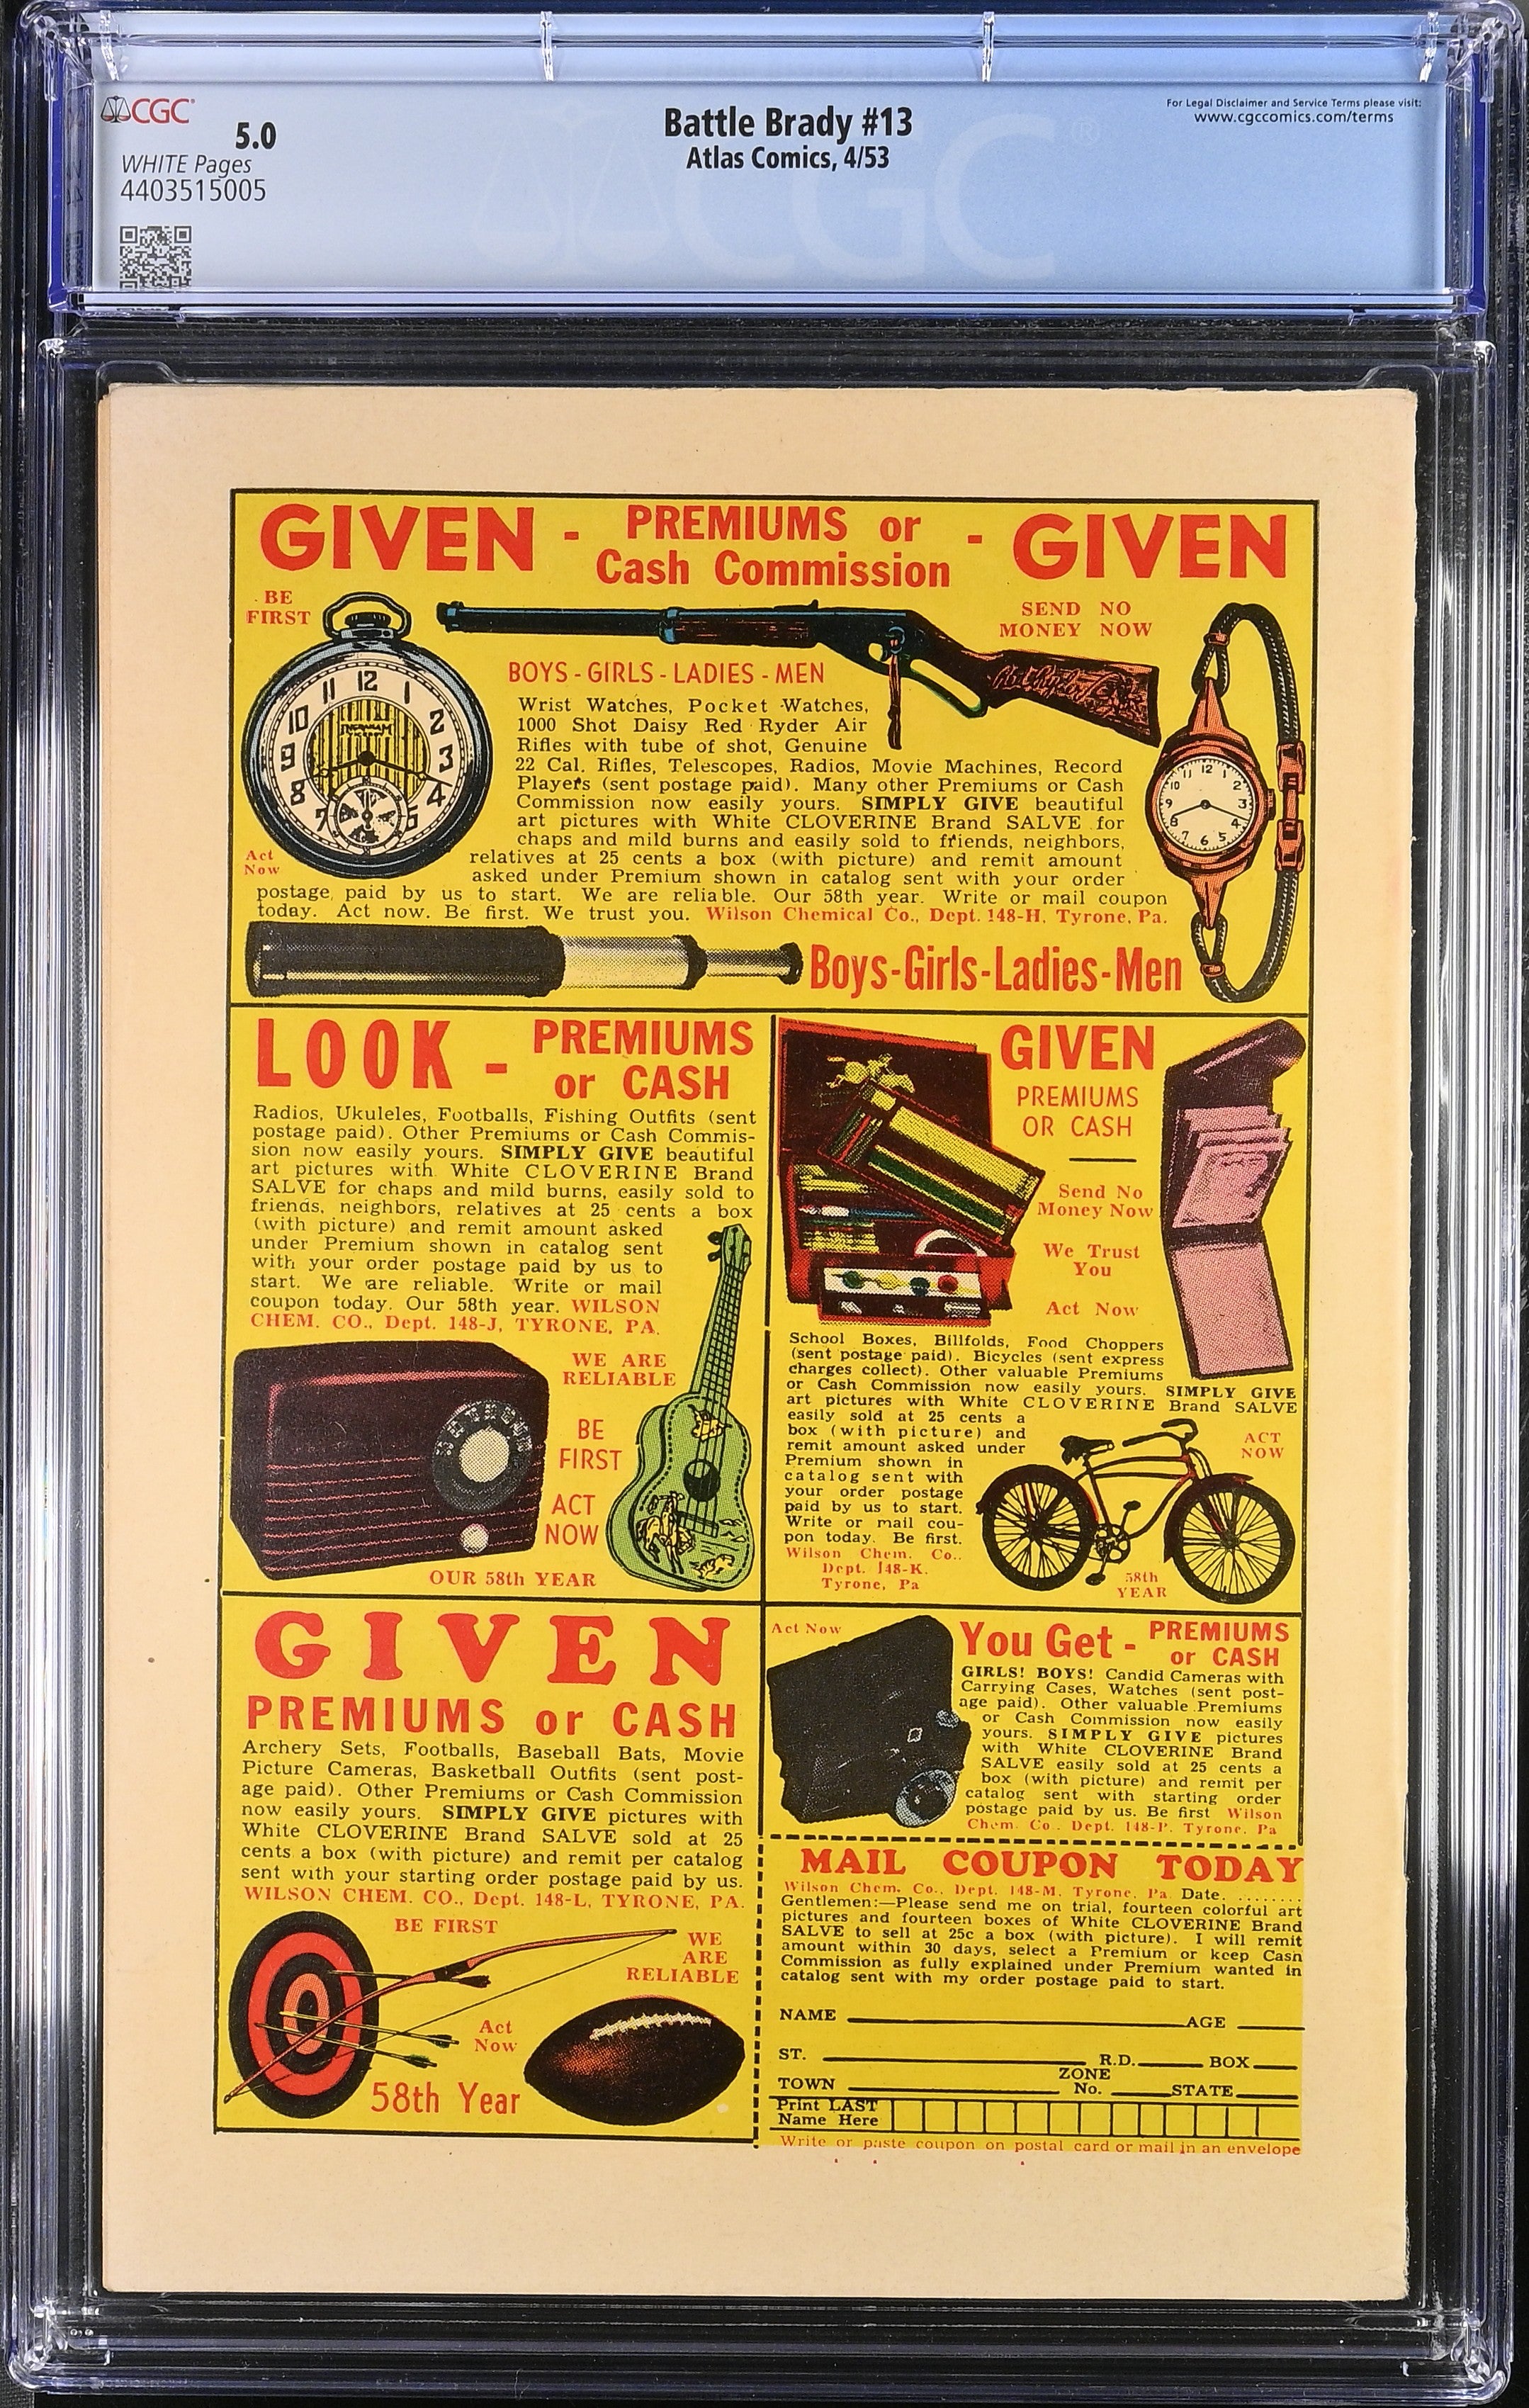 CGC
5.0
WHITE Pages
4403515005
Battle Brady #13
Atlas Comics, 4/53
For Legal Disclaimer and Service Terms please visit:
www.cgccomics.com/terms
CGC®
GIVEN - PREMIUMS or - GIVEN
Cash Commission
BE
FIRST
SEND NO
MONEY NOW
Red Ryder
11 12 1
10 2
9 3
8 4
7 5
INGRAHAM
BOYS - GIRLS - LADIES - MEN
Wrist Watches, Pocket Watches,
1000 Shot Daisy Red Ryder Air
Rifles with tube of shot, Genuine
22 Cal. Rifles, Telescopes, Radios, Movie Machines, Record
Players (sent postage paid). Many other Premiums or Cash
Commission now easily yours. SIMPLY GIVE beautiful
art pictures with White CLOVERINE Brand SALVE for
chaps and mild burns and easily sold to friends, neighbors,
relatives at 25 cents a box (with picture) and remit amount
asked under Premium shown in catalog sent with your order
postage paid by us to start. We are reliable. Our 58th year. Write or mail coupon
today. Act now. Be first. We trust you. Wilson Chemical Co., Dept. 148-H, Tyrone, Pa.
Act
Now
11 12 1
10 2
9 3
8 4
7 6 5
Boys-Girls-Ladies-Men
LOOK - PREMIUMS
or CASH
Radios, Ukuleles, Footballs, Fishing Outfits (sent
postage paid). Other Premiums or Cash Commis-
sion now easily yours. SIMPLY GIVE beautiful
art pictures with White CLOVERINE Brand
SALVE for chaps and mild burns, easily sold to
friends, neighbors, relatives at 25 cents a box
(with picture) and remit amount asked
under Premium shown in catalog sent
with your order postage paid by us to
start. We are reliable. Write or mail
coupon today. Our 58th year. WILSON
CHEM. CO., Dept. 148-J, TYRONE, PA.
WE ARE
RELIABLE
BE
FIRST
ACT
NOW
OUR 58th YEAR
GIVEN
PREMIUMS
OR CASH
Send No
Money Now
We Trust
You
Act Now
School Boxes, Billfolds, Food Choppers
(sent postage paid). Bicycles (sent express
charges collect). Other valuable Premiums
or Cash Commission now easily yours. SIMPLY GIVE
art pictures with White CLOVERINE Brand SALVE
easily sold at 25 cents a
box (with picture) and
remit amount asked under
Premium shown in
catalog sent with
your order postage
paid by us to start.
Write or mail cou-
pon today. Be first.
Wilson Chem. Co..
Dept. 148-K.
Tyrone, Pa
ACT
NOW
58th
YEAR
GIVEN
PREMIUMS or CASH
Archery Sets, Footballs, Baseball Bats, Movie
Picture Cameras, Basketball Outfits (sent post-
age paid). Other Premiums or Cash Commission
now easily yours. SIMPLY GIVE pictures with
White CLOVERINE Brand SALVE sold at 25
cents a box (with picture) and remit per catalog
sent with your starting order postage paid by us.
WILSON CHEM. CO., Dept. 148-L, TYRONE, PA.
BE FIRST
WE
ARE
RELIABLE
Act
Now
58th Year
Act Now
You Get - PREMIUMS
or CASH
GIRLS! BOYS! Candid Cameras with
Carrying Cases, Watches (sent post-
age paid). Other valuable Premiums
or Cash Commission now easily
yours. SIMPLY GIVE pictures
with White CLOVERINE Brand
SALVE easily sold at 25 cents a
box (with picture) and remit per
catalog sent with starting order
postage paid by us. Be first Wilson
Chem. Co. Dept. 148-P. Tyrone. Pa
MAIL COUPON TODAY
Wilson Chem. Co., Dept. 148-M, Tyrone, Pa. Date. ........
Gentlemen:—Please send me on trial, fourteen colorful art
pictures and fourteen boxes of White CLOVERINE Brand
SALVE to sell at 25c a box (with picture). I will remit
amount within 30 days, select a Premium or keep Cash
Commission as fully explained under Premium wanted in
catalog sent with my order postage paid to start.
NAME AGE
ST. R.D. BOX
TOWN ZONE No. STATE
Print LAST
Name Here
Write or paste coupon on postal card or mail in an envelope